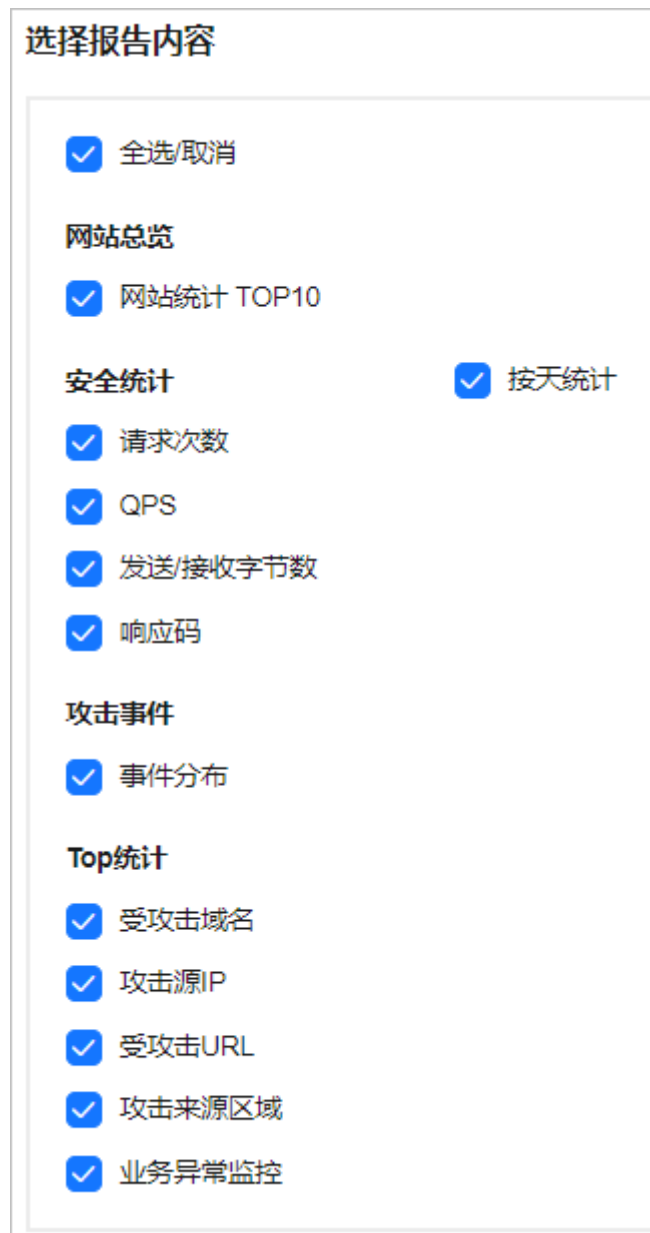 选择报告内容
全选/取消
网站总览
网站统计 TOP10
安全统计 按天统计
请求次数
QPS
发送/接收字节数
响应码
攻击事件
事件分布
Top统计
受攻击域名
攻击源IP
受攻击URL
攻击来源区域
业务异常监控